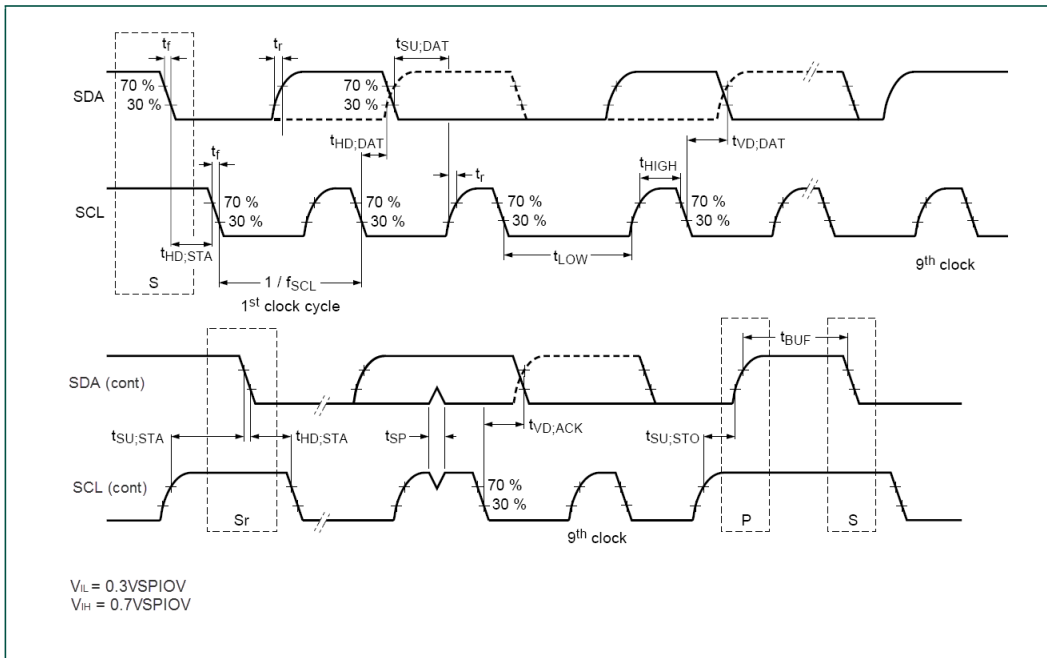 tf
tr
tSU;DAT
SDA
70 %
30 %
70 %
30 %
tHD;DAT
tVD;DAT
tf
tr
tHIGH
SCL
70 %
30 %
70 %
30 %
70 %
30 %
70 %
30 %
tHD;STA
tLOW
S
1 / fSCL
9th clock
1st clock cycle
tBUF
SDA (cont)
tSU;STA
tHD;STA
tSP
tVD;ACK
tSU;STO
SCL (cont)
70 %
30 %
Sr
P
S
9th clock
VIL = 0.3VSPIOV
VIH = 0.7VSPIOV